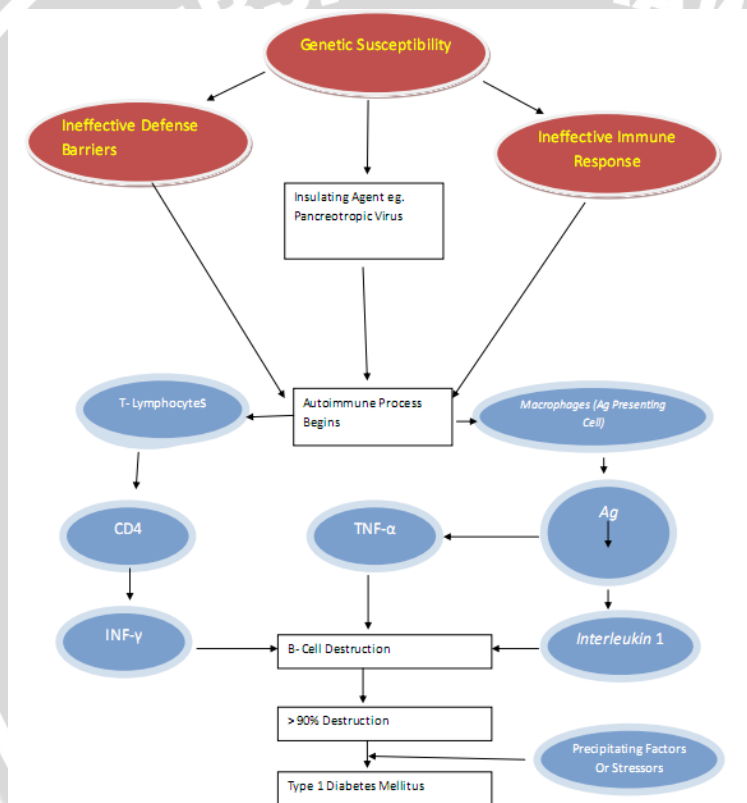 Genetic Susceptibility
Ineffective Defense
Barriers
Ineffective Immune
Response
Insulating Agent eg.
Pancreotropic Virus
T- LymphocyteS
Autoimmune Process
Begins
Macrophages (Ag Presenting
Cell)
CD4
TNF-α
Ag
INF-γ
B- Cell Destruction
Interleukin 1
>90% Destruction
Precipitating Factors
Or Stressors
Type 1 Diabetes Mellitus